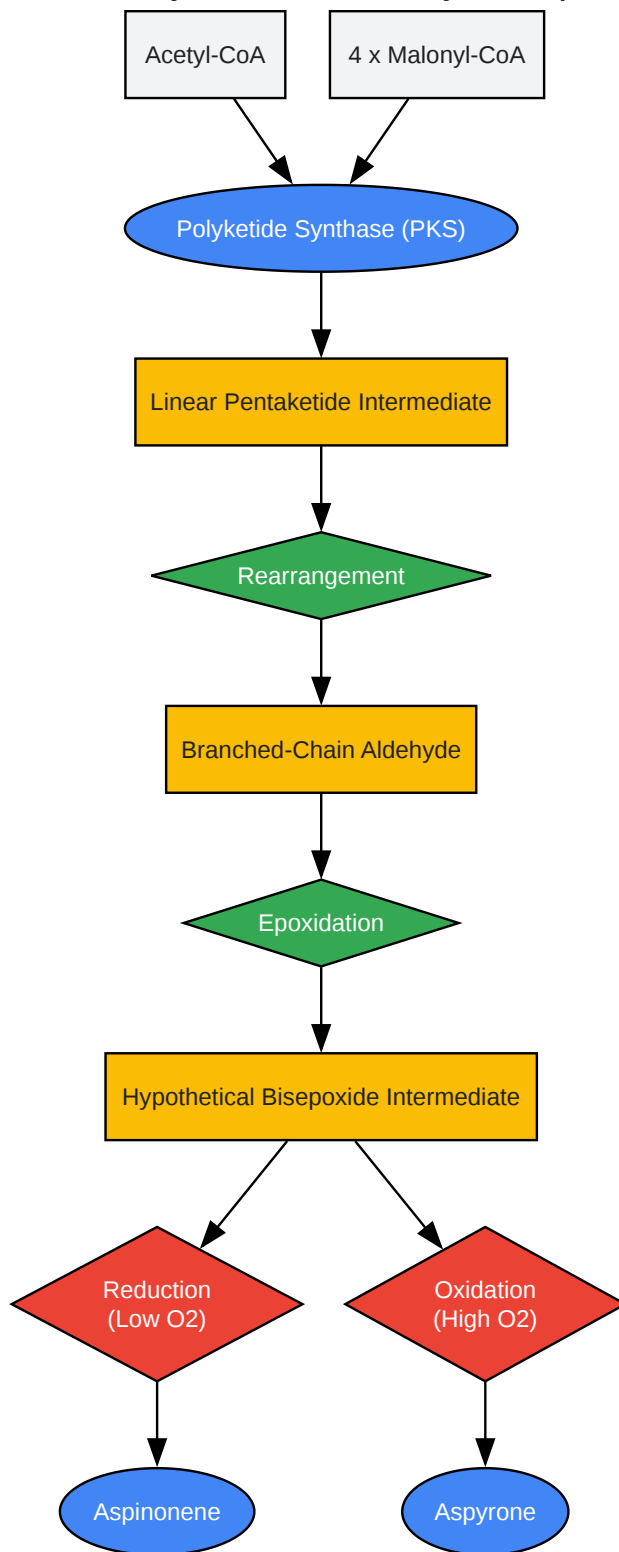 Acetyl-CoA
4 x Malonyl-CoA
Polyketide Synthase (PKS)
Linear Pentaketide Intermediate
Rearrangement
Branched-Chain Aldehyde
Epoxidation
Hypothetical Bisepoxide Intermediate
Reduction
(Low O2)
Oxidation
(High O2)
Aspinonene
Aspyrone